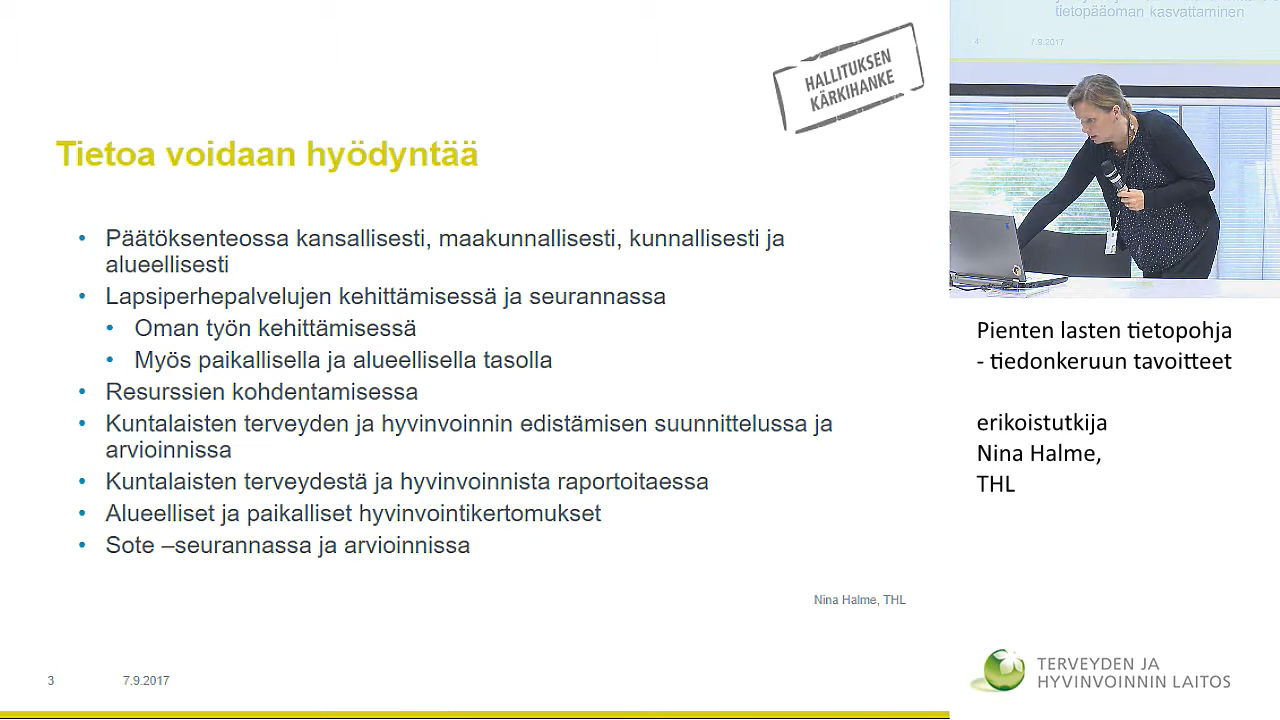 HALLITUKSEN
KÄRKIHANKE
Tietoa voidaan hyödyntää
• Päätöksenteossa kansallisesti, maakunnallisesti, kunnallisesti ja
alueellisesti
• Lapsiperhepalvelujen kehittämisessä ja seurannassa
• Oman työn kehittämisessä
• Myös paikallisella ja alueellisella tasolla
• Resurssien kohdentamisessa
• Kuntalaisten terveyden ja hyvinvoinnin edistämisen suunnittelussa ja
arvioinnissa
• Kuntalaisten terveydestä ja hyvinvoinnista raportoitaessa
• Alueelliset ja paikalliset hyvinvointikertomukset
• Sote –seurannassa ja arvioinnissa
Nina Halme, THL
3 7.9.2017
tietopääoman kasvattaminen
4 7.9.2017
Pienten lasten tietopohja
- tiedonkeruun tavoitteet
erikoistutkija
Nina Halme,
THL
TERVEYDEN JA
HYVINVOINNIN LAITOS